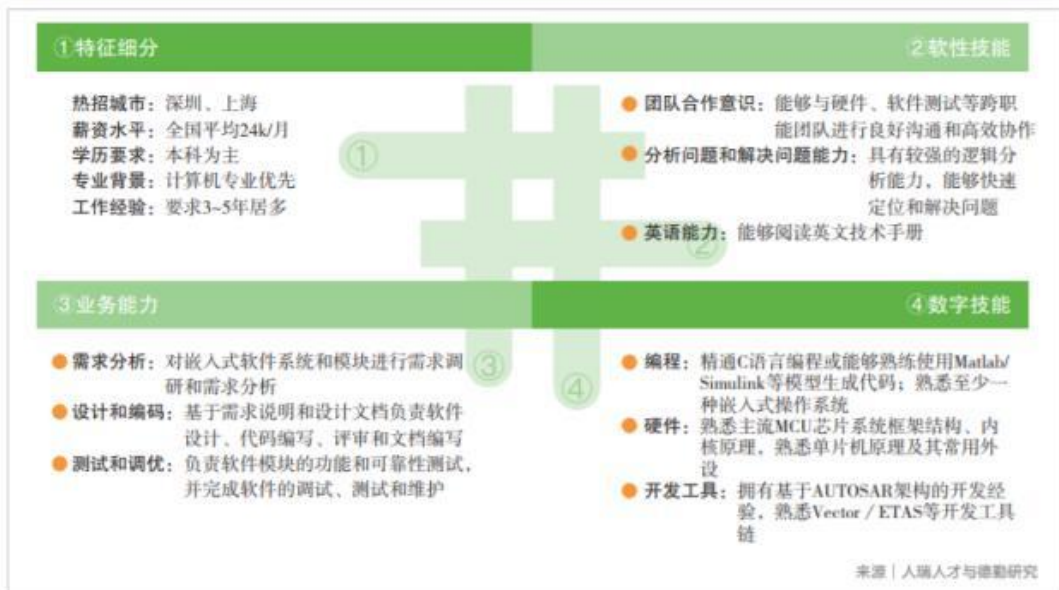 ①特征细分
热招城市：深圳、上海
薪资水平：全国平均24k/月
学历要求：本科为主
专业背景：计算机专业优先
工作经验：要求3~5年居多
①
②软性技能
团队合作意识：能够与硬件、软件测试等跨职
能团队进行良好沟通和高效协作
分析问题和解决问题能力：具有较强的逻辑分
析能力，能够快速
定位和解决问题
英语能力：能够阅读英文技术手册
②
③业务能力
需求分析：对嵌入式软件系统和模块进行需求调
研和需求分析
设计和编码：基于需求说明和设计文档负责软件
设计、代码编写、评审和文档编写
测试和调优：负责软件模块的功能和可靠性测试，
并完成软件的调试、测试和维护
③
④
④数字技能
编程：精通C语言编程或能够熟练使用Matlab/
Simulink等模型生成代码；熟悉至少一
种嵌入式操作系统
硬件：熟悉主流MCU芯片系统框架结构、内
核原理，熟悉单片机原理及其常用外
设
开发工具：拥有基于AUTOSAR架构的开发经
验，熟悉Vector / ETAS等开发工具
链
来源｜人瑞人才与德勤研究